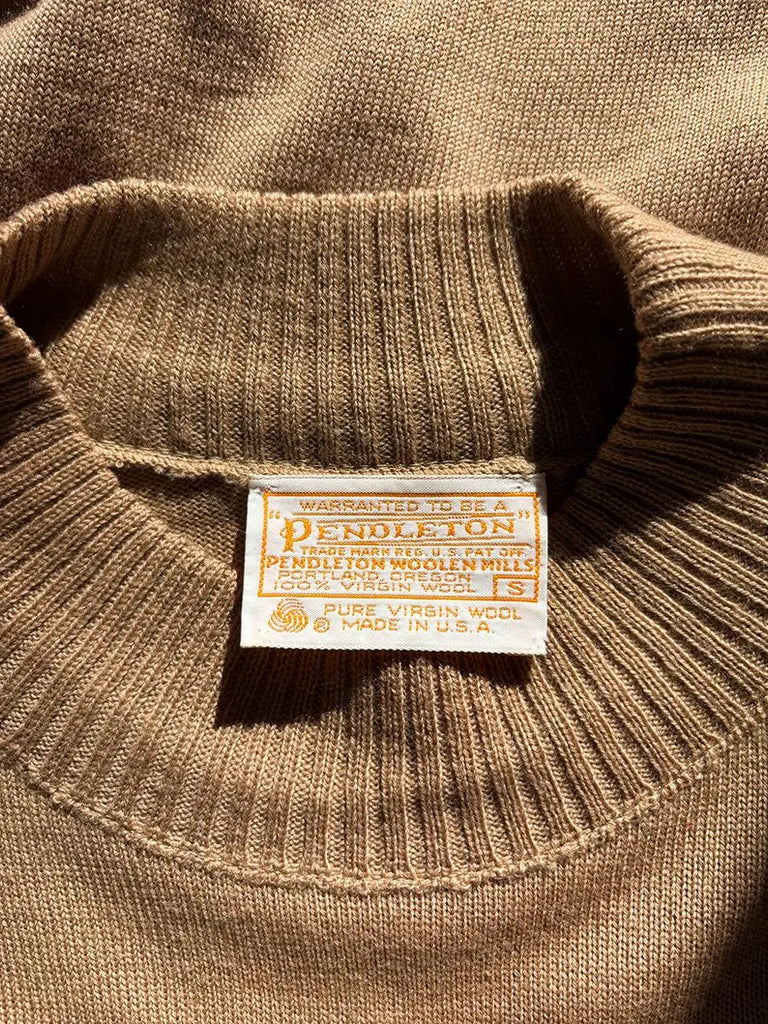 WARRANTED TO BE A
"PENDLETON"
TRADE MARK REG. U.S. PAT OFF.
PENDLETON WOOLEN MILLS
PORTLAND, OREGON
100% VIRGIN WOOL S
® PURE VIRGIN WOOL
MADE IN U.S.A.